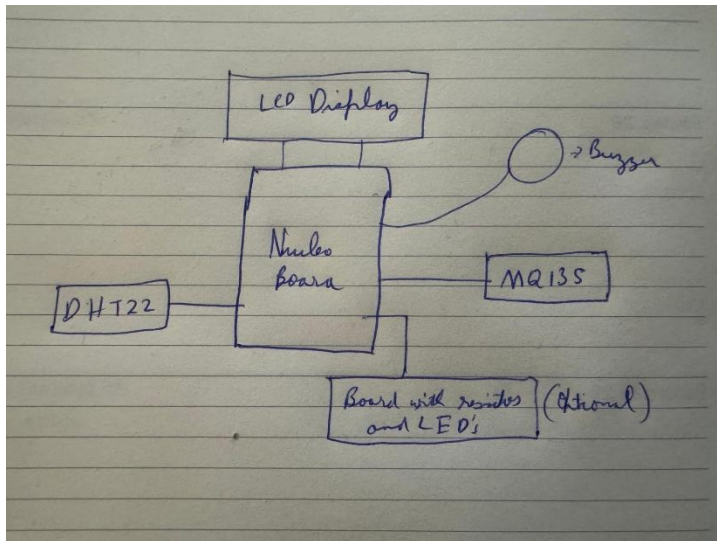 LCD Display
→ Buzzer
Nucleo
Board
MQ135
DHT22
Board with resistors
and LED's
(Optional)